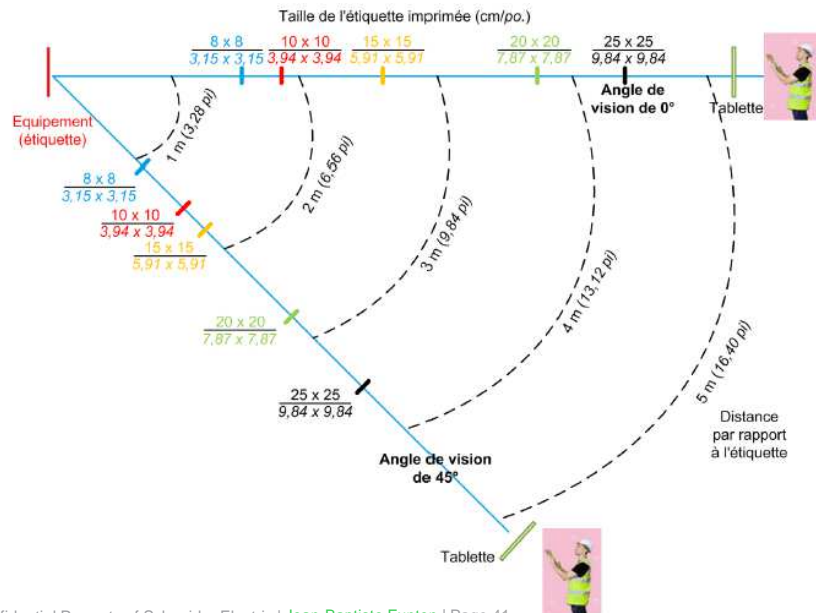 Taille de l'étiquette imprimée (cm/po.)
8 x 8
3,15 x 3,15
10 x 10
3,94 x 3,94
15 x 15
5,91 x 5,91
20 x 20
7,87 x 7,87
25 x 25
9,84 x 9,84
Angle de
vision de 0°
Tablette
Equipement
(étiquette)
1 m (3,28 pi)
2 m (6,56 pi)
3 m (9,84 pi)
4 m (13,12 pi)
5 m (16,40 pi)
8 x 8
3,15 x 3,15
10 x 10
3,94 x 3,94
15 x 15
5,91 x 5,91
20 x 20
7,87 x 7,87
25 x 25
9,84 x 9,84
Distance
par rapport
à l'étiquette
Angle de vision
de 45°
Tablette